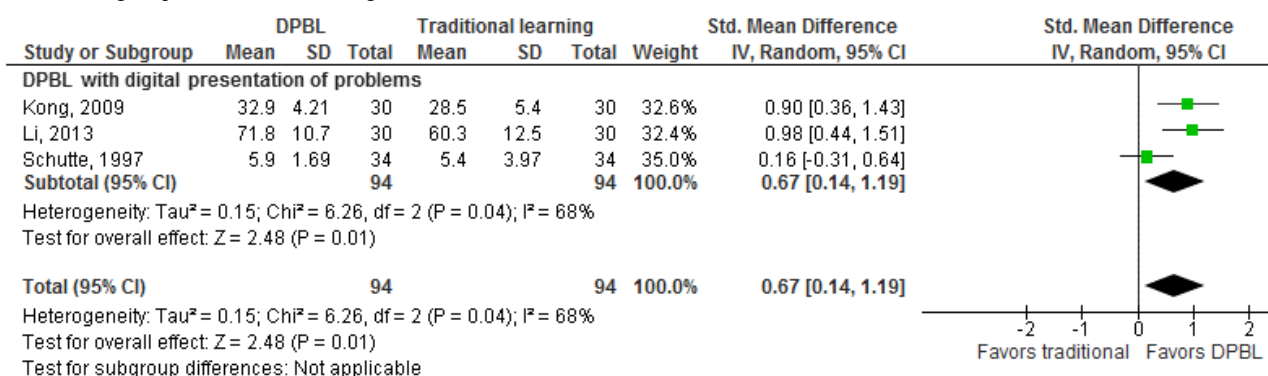 DPBL Traditional learning Std. Mean Difference Std. Mean Difference
Study or Subgroup Mean SD Total Mean SD Total Weight IV, Random, 95% CI IV, Random, 95% CI
DPBL with digital presentation of problems
Kong, 2009 32.9 4.21 30 28.5 5.4 30 32.6% 0.90 [0.36, 1.43]
Li, 2013 71.8 10.7 30 60.3 12.5 30 32.4% 0.98 [0.44, 1.51]
Schutte, 1997 5.9 1.69 34 5.4 3.97 34 35.0% 0.16 [-0.31, 0.64]
Subtotal (95% CI) 94 94 100.0% 0.67 [0.14, 1.19]
Heterogeneity: Tau² = 0.15; Chi² = 6.26, df = 2 (P = 0.04); I² = 68%
Test for overall effect: Z = 2.48 (P = 0.01)
Total (95% CI) 94 94 100.0% 0.67 [0.14, 1.19]
Heterogeneity: Tau² = 0.15; Chi² = 6.26, df = 2 (P = 0.04); I² = 68%
Test for overall effect: Z = 2.48 (P = 0.01)
Test for subgroup differences: Not applicable
-2 -1 0 1 2
Favors traditional Favors DPBL